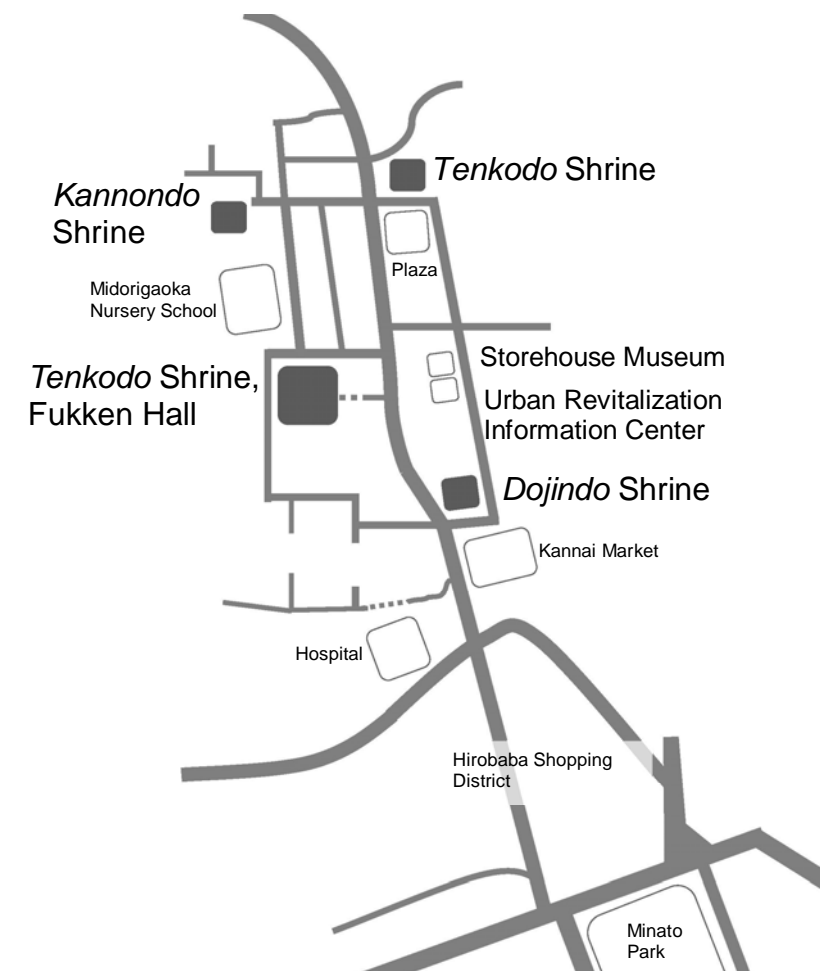 Tenkodo Shrine
Kannondo
Shrine
Plaza
Midorigaoka
Nursery School
Storehouse Museum
Tenkodo Shrine,
Fukken Hall
Urban Revitalization
Information Center
Dojindo Shrine
Kannai Market
Hospital
Hirobaba Shopping
District
Minato
Park